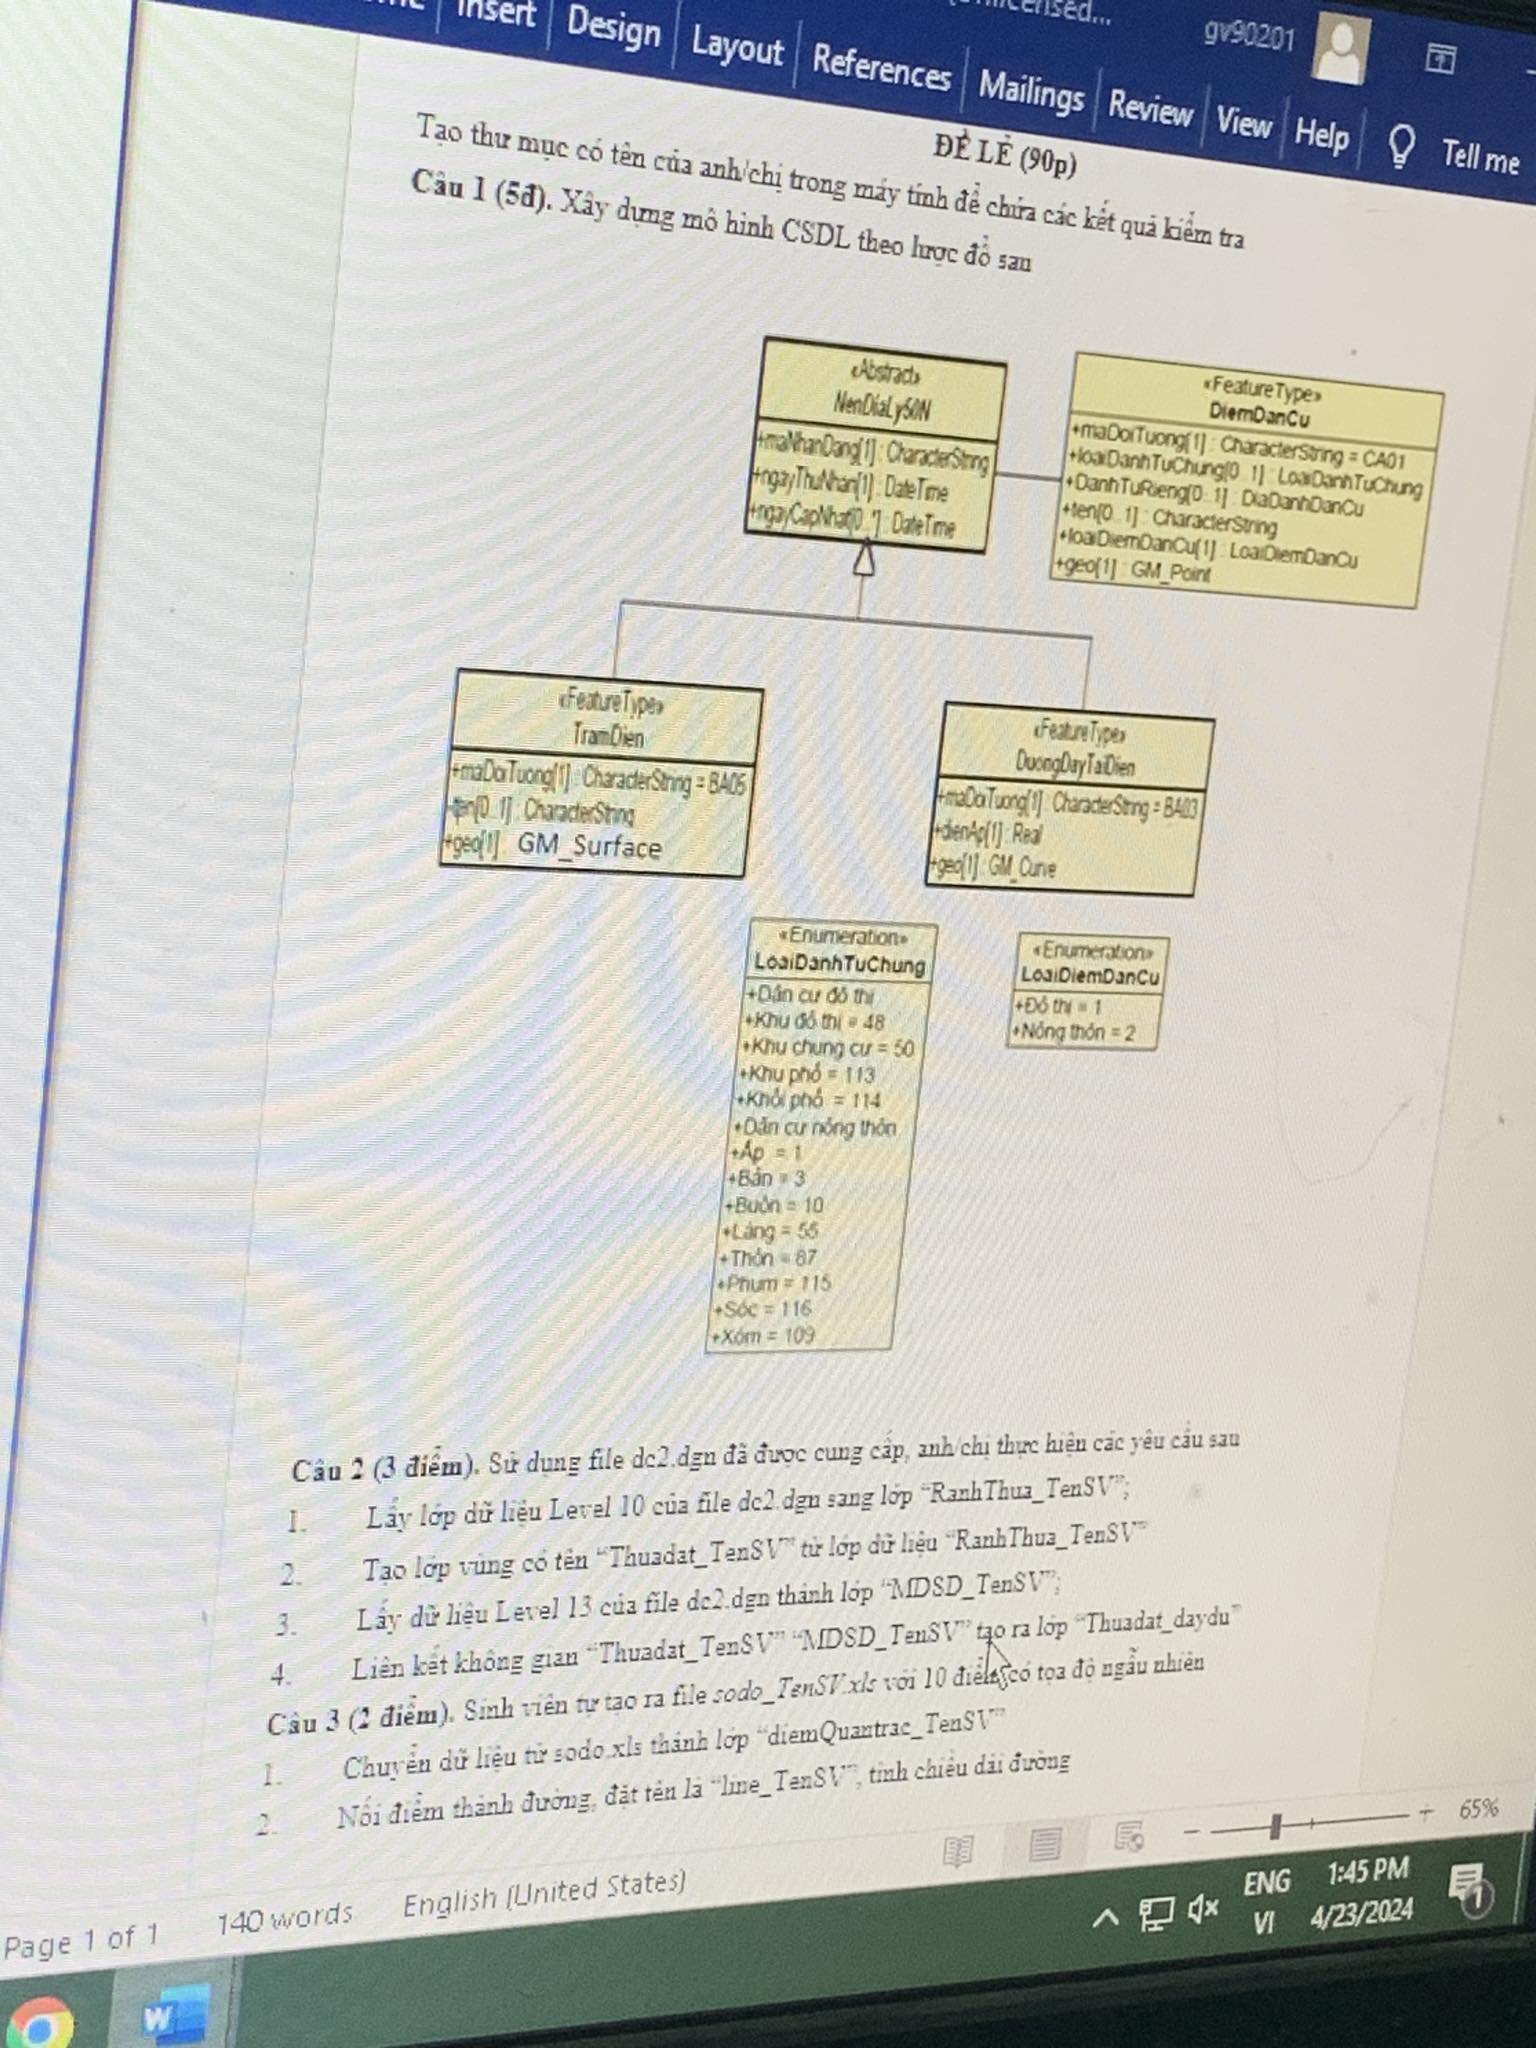 Insert Design Layout References Mailings Review View Help Tell me
gv90201
ĐỀ LẺ (90p)
Tạo thư mục có tên của anh/chị trong máy tính để chứa các kết quả kiểm tra
Câu 1 (5đ). Xây dựng mô hình CSDL theo lược đồ sau
«Abstract»
NenDiaLy50N
+maNhanDang[1] : CharacterString
+ngayThuNhan[1] : DateTime
+ngayCapNhat[0..*] : DateTime
«FeatureType»
DiemDanCu
+maDoiTuong[1] : CharacterString = CA01
+loaiDanhTuChung[0..1] : LoaiDanhTuChung
+DanhTuRieng[0..1] : DiaDanhDanCu
+ten[0..1] : CharacterString
+loaiDiemDanCu[1] : LoaiDiemDanCu
+geo[1] : GM_Point
«FeatureType»
TramDien
+maDoiTuong[1] : CharacterString = BA05
+ten[0..1] : CharacterString
+geo[1] : GM_Surface
«FeatureType»
DuongDayTaiDien
+maDoiTuong[1] : CharacterString = BA03
+dienAp[1] : Real
+geo[1] : GM_Curve
«Enumeration»
LoaiDanhTuChung
+Dân cư đô thị
+Khu đô thị = 48
+Khu chung cư = 50
+Khu phố = 113
+Khối phố = 114
+Dân cư nông thôn
+Ấp = 1
+Bản = 3
+Buôn = 10
+Làng = 55
+Thôn = 87
+Phum = 115
+Sóc = 116
+Xóm = 109
«Enumeration»
LoaiDiemDanCu
+Đô thị = 1
+Nông thôn = 2
Câu 2 (3 điểm). Sử dụng file dc2.dgn đã được cung cấp, anh/chị thực hiện các yêu cầu sau
1. Lấy lớp dữ liệu Level 10 của file dc2.dgn sang lớp “RanhThua_TenSV”;
2. Tạo lớp vùng có tên “Thuadat_TenSV” từ lớp dữ liệu “RanhThua_TenSV”
3. Lấy dữ liệu Level 13 của file dc2.dgn thành lớp “MDSD_TenSV”;
4. Liên kết không gian “Thuadat_TenSV” “MDSD_TenSV” tạo ra lớp “Thuadat_daydu”
Câu 3 (2 điểm). Sinh viên tự tạo ra file sodo_TenSV.xls với 10 điểm có tọa độ ngẫu nhiên
1. Chuyển dữ liệu từ sodo.xls thành lớp “diemQuantrac_TenSV”
2. Nối điểm thành đường, đặt tên là “line_TenSV”, tính chiều dài đường
65%
Page 1 of 1 140 words English (United States)
ENG 1:45 PM
VI 4/23/2024
1